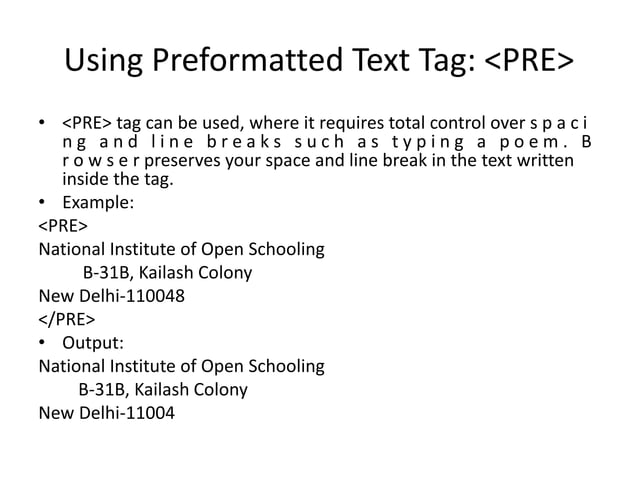 Using Preformatted Text Tag: <PRE>
• <PRE> tag can be used, where it requires total control over s p a c i
n g a n d l i n e b r e a k s s u c h a s t y p i n g a p o e m . B
r o w s e r preserves your space and line break in the text written
inside the tag.
• Example:
<PRE>
National Institute of Open Schooling
B-31B, Kailash Colony
New Delhi-110048
</PRE>
• Output:
National Institute of Open Schooling
B-31B, Kailash Colony
New Delhi-11004